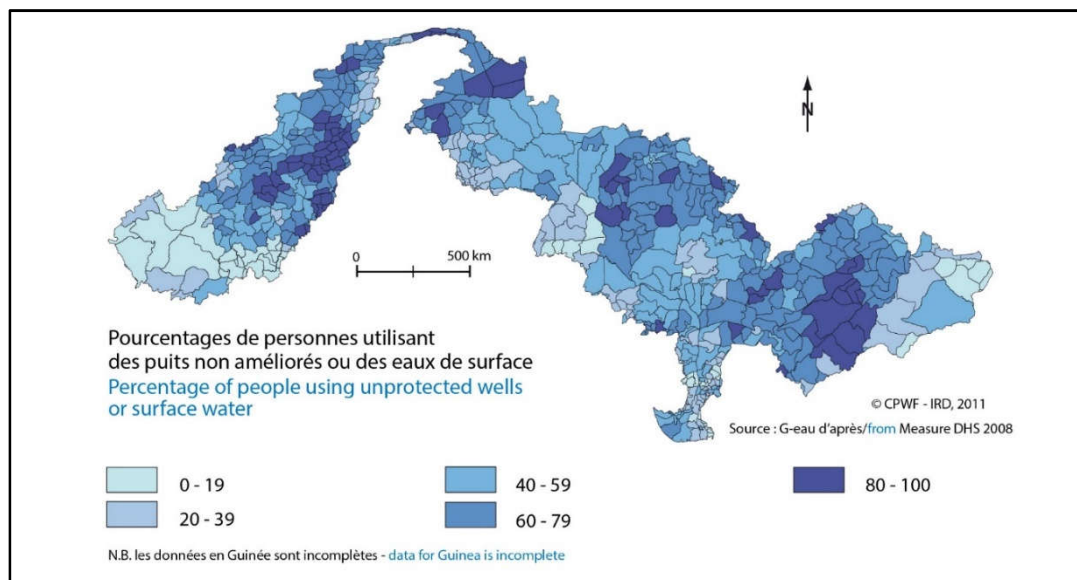 N
0
500 km
Pourcentages de personnes utilisant
des puits non améliorés ou des eaux de surface
Percentage of people using unprotected wells
or surface water
© CPWF - IRD, 2011
Source : G-eau d'après/from Measure DHS 2008
0 - 19
40 - 59
80 - 100
20 - 39
60 - 79
N.B. les données en Guinée sont incomplètes - data for Guinea is incomplete